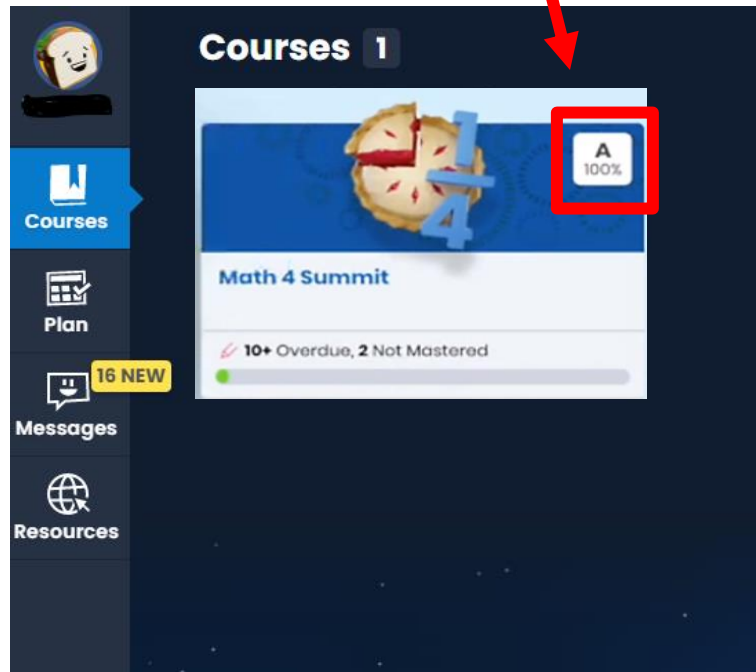 Courses 1
A
100%
1
4
Courses
Math 4 Summit
Plan
10+ Overdue, 2 Not Mastered
16 NEW
Messages
Resources